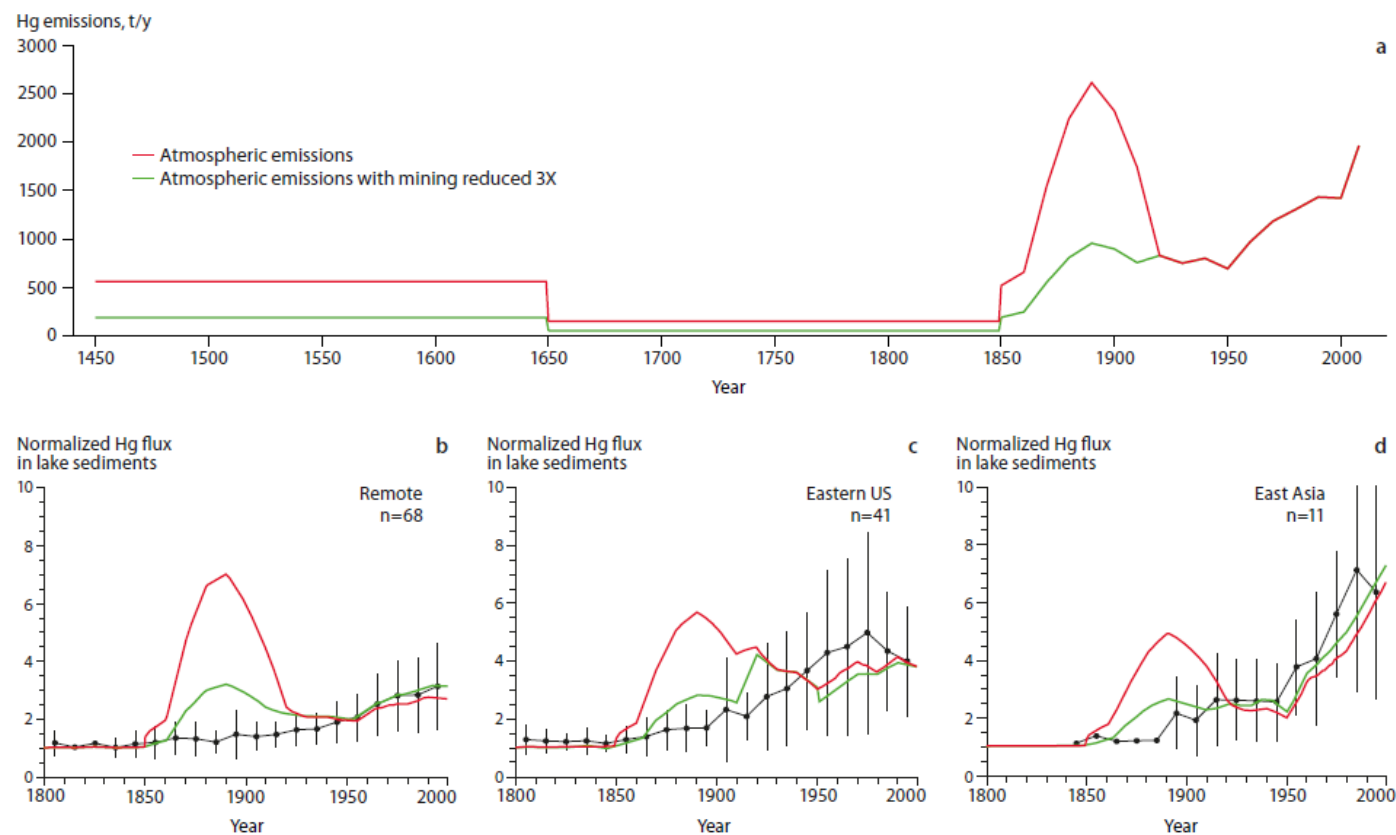 Hg emissions, t/y
a
3000
2500
2000
1500
1000
500
0
Atmospheric emissions
Atmospheric emissions with mining reduced 3X
1450 1500 1550 1600 1650 1700 1750 1800 1850 1900 1950 2000
Year
Normalized Hg flux
in lake sediments
b
Remote
n=68
10
8
6
4
2
0
1800 1850 1900 1950 2000
Year
Normalized Hg flux
in lake sediments
c
Eastern US
n=41
10
8
6
4
2
0
1800 1850 1900 1950 2000
Year
Normalized Hg flux
in lake sediments
d
East Asia
n=11
10
8
6
4
2
0
1800 1850 1900 1950 2000
Year